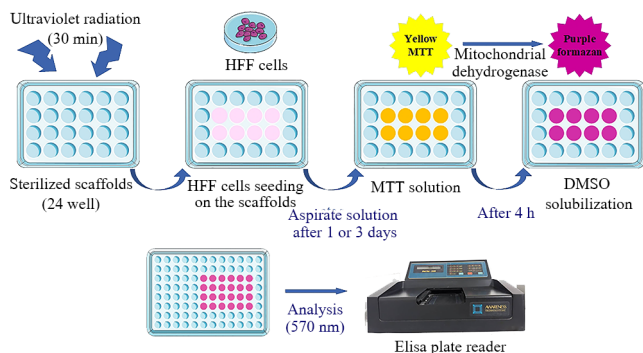 Ultraviolet radiation
(30 min)
HFF cells
Yellow
MTT
Mitochondrial
dehydrogenase
Purple
formazan
Sterilized scaffolds
(24 well)
HFF cells seeding
on the scaffolds
Aspirate solution
after 1 or 3 days
MTT solution
After 4 h
DMSO
solubilization
Analysis
(570 nm)
Elisa plate reader